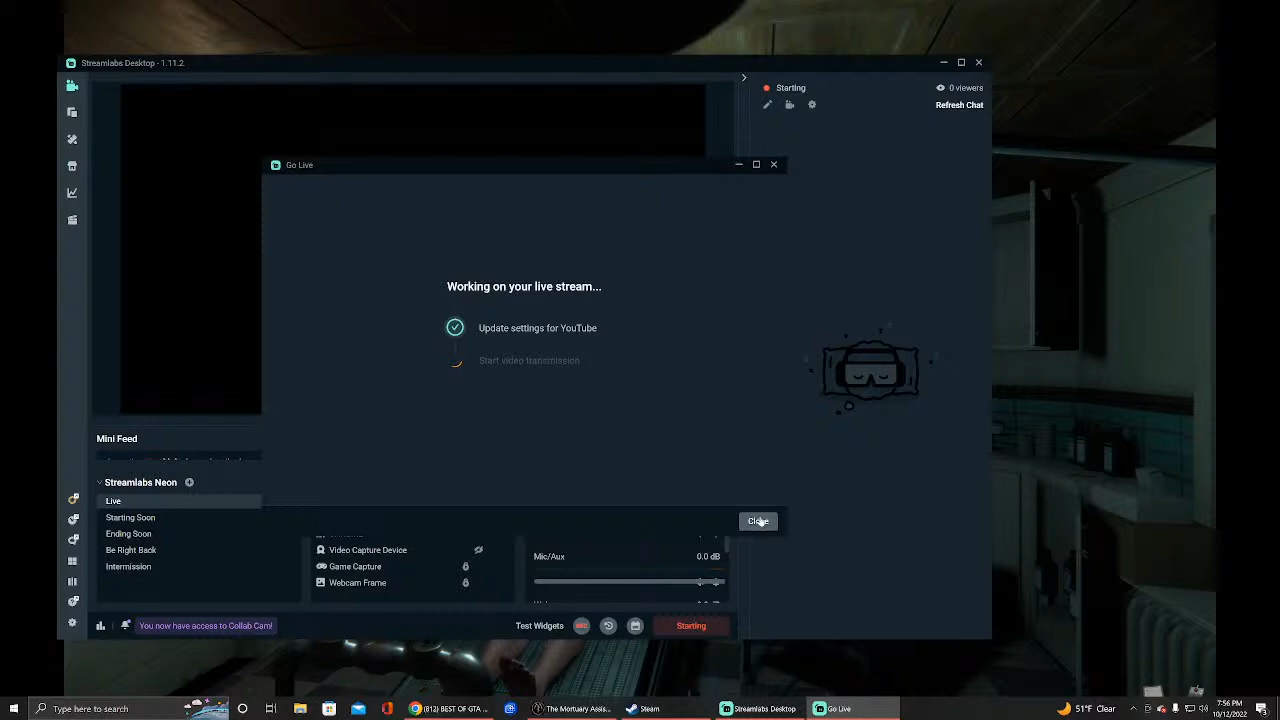 Streamlabs Desktop - 1.11.2
Starting
0 viewers
Refresh Chat
Go Live
Working on your live stream...
Update settings for YouTube
Start video transmission
Mini Feed
Streamlabs Neon
Live
Starting Soon
Ending Soon
Be Right Back
Intermission
Video Capture Device
Game Capture
Webcam Frame
Mic/Aux
0.0 dB
Close
You now have access to Collab Cam!
Test Widgets
REC
Starting
Type here to search
(812) BEST OF GTA ...
The Mortuary Assis...
Steam
Streamlabs Desktop
Go Live
51°F Clear
7:56 PM
10/12/2022